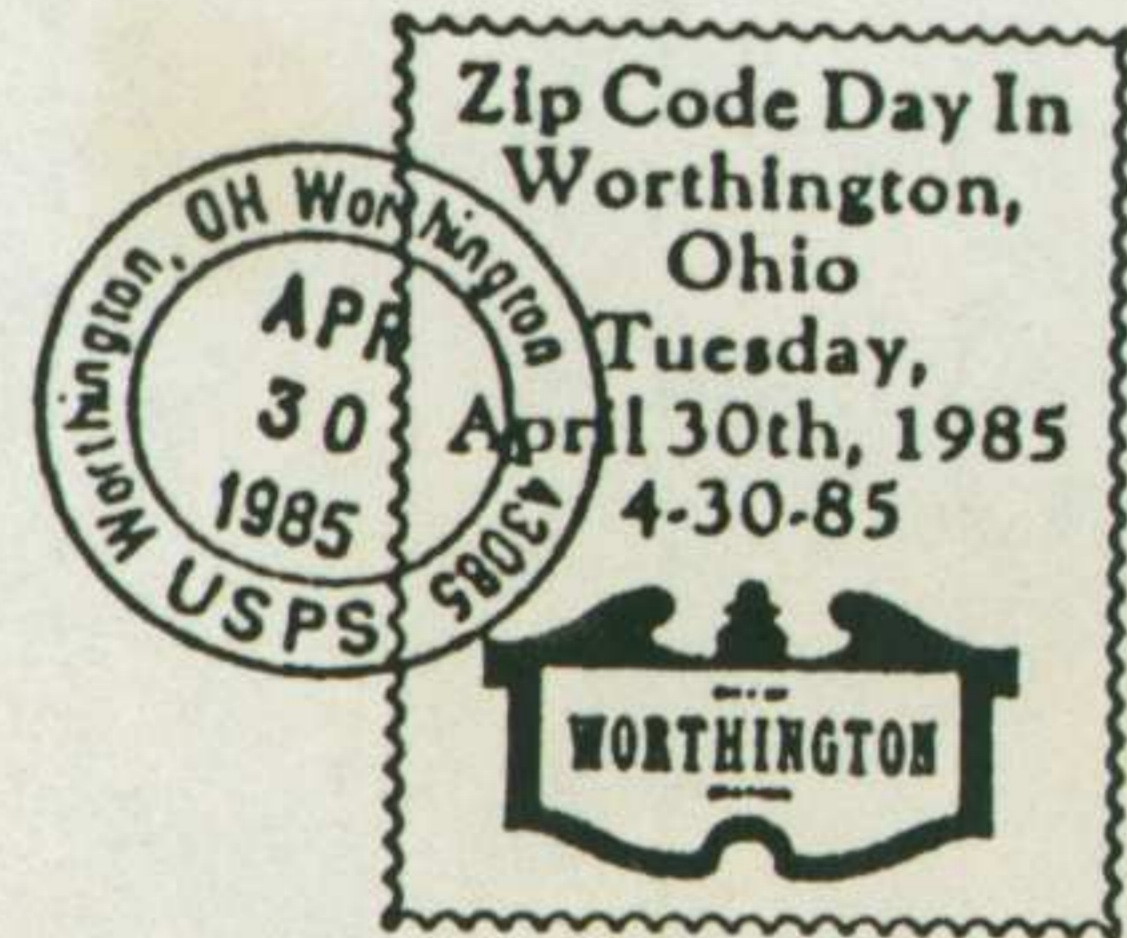 Zip Code Day In
Worthington,
Ohio
Tuesday,
April 30th, 1985
4-30-85
WORTHINGTON
Worthington, OH Worthington 43085
USPS
APR
30
1985